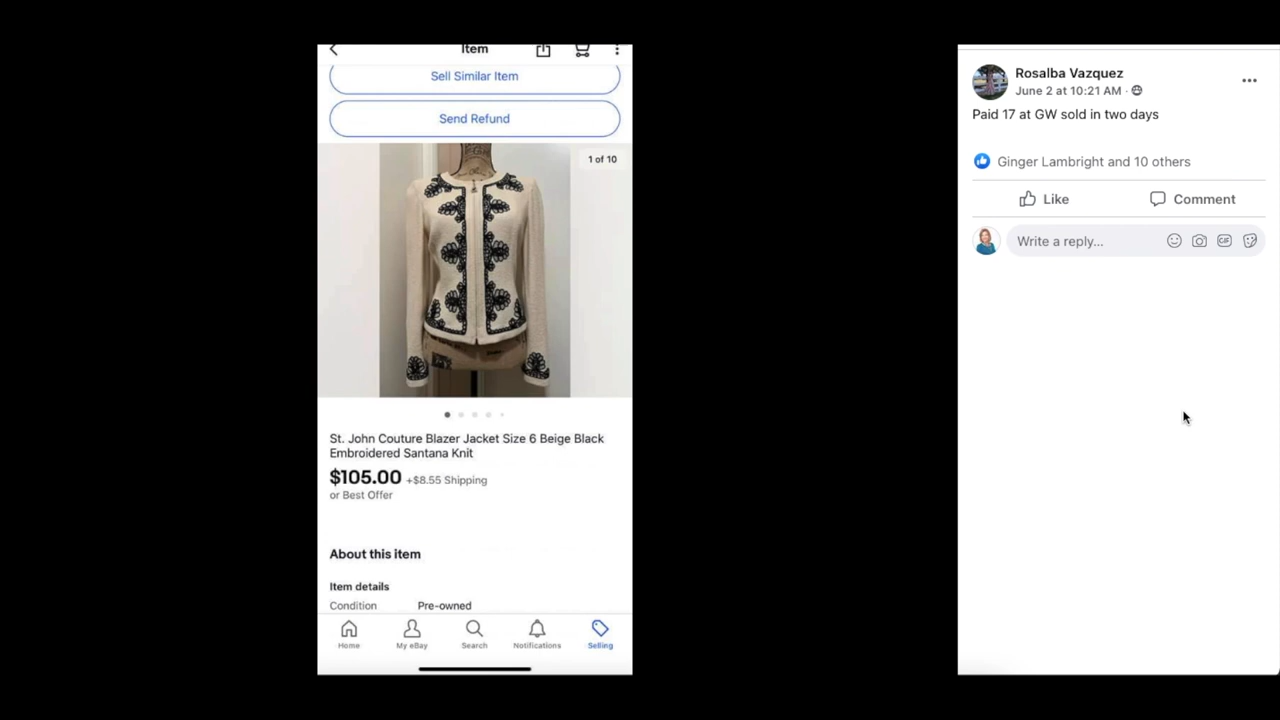 Item
Sell Similar Item
Send Refund
1 of 10
St. John Couture Blazer Jacket Size 6 Beige Black
Embroidered Santana Knit
$105.00 +$8.55 Shipping
or Best Offer
About this item
Item details
Condition Pre-owned
Home My eBay Search Notifications Selling
Rosalba Vazquez
June 2 at 10:21 AM ·
Paid 17 at GW sold in two days
Ginger Lambright and 10 others
Like Comment
Write a reply...
GIF